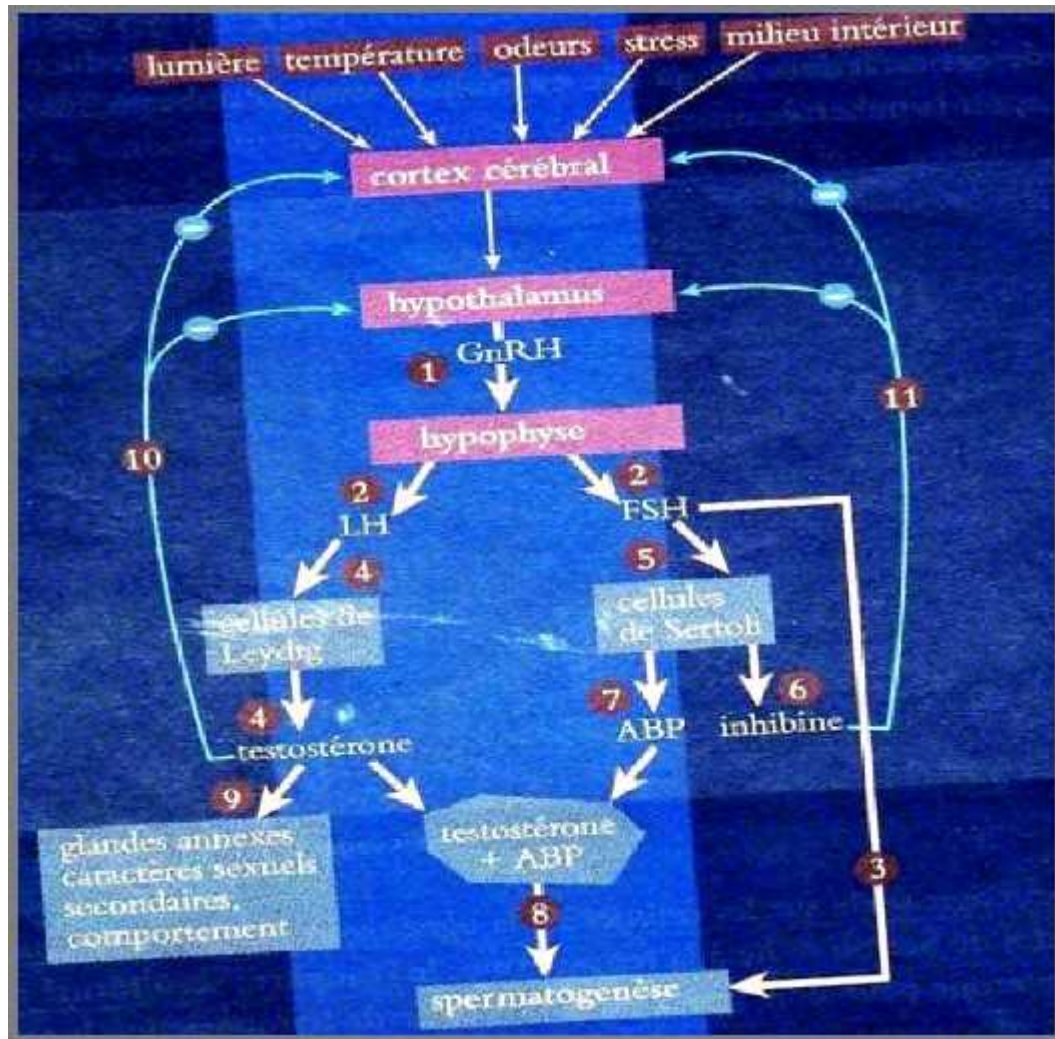 lumière température odeurs stress milieu intérieur
cortex cérébral
hypothalamus
GnRH
1
hypophyse
10
11
2
2
LH
FSH
4
5
cellules de
Leydig
cellules
de Sertoli
4
7
6
testostérone
ABP
inhibine
9
glandes annexes
caractères sexuels
secondaires,
comportement
testostérone
+ ABP
3
8
spermatogenèse